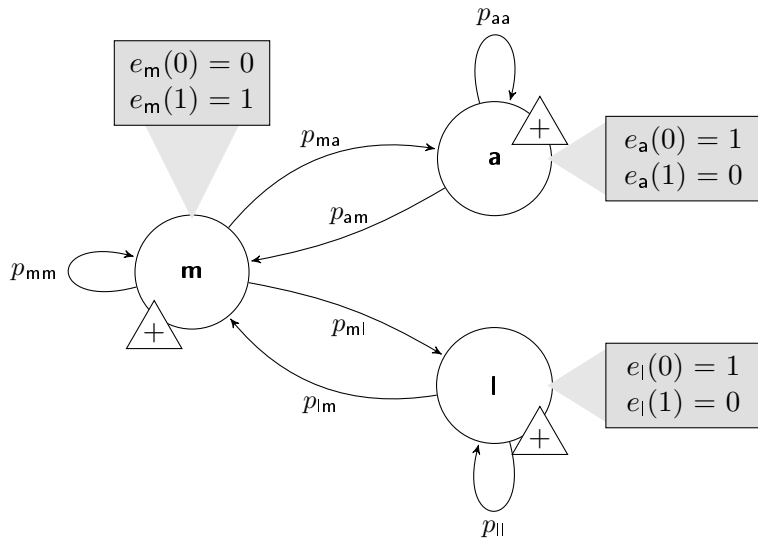 p_aa
e_m(0) = 0
e_m(1) = 1
+
p_ma
a
e_a(0) = 1
e_a(1) = 0
p_am
p_mm
m
+
p_ml
e_l(0) = 1
e_l(1) = 0
l
p_lm
+
p_ll